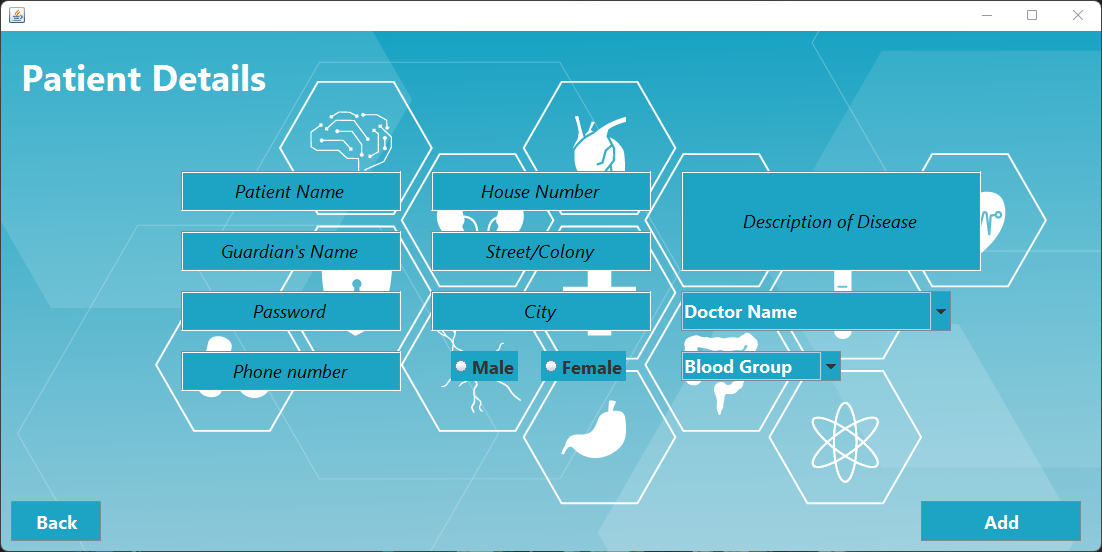 Patient Details
Patient Name
House Number
Description of Disease
Guardian's Name
Street/Colony
Password
City
Doctor Name
Phone number
Male
Female
Blood Group
Back
Add